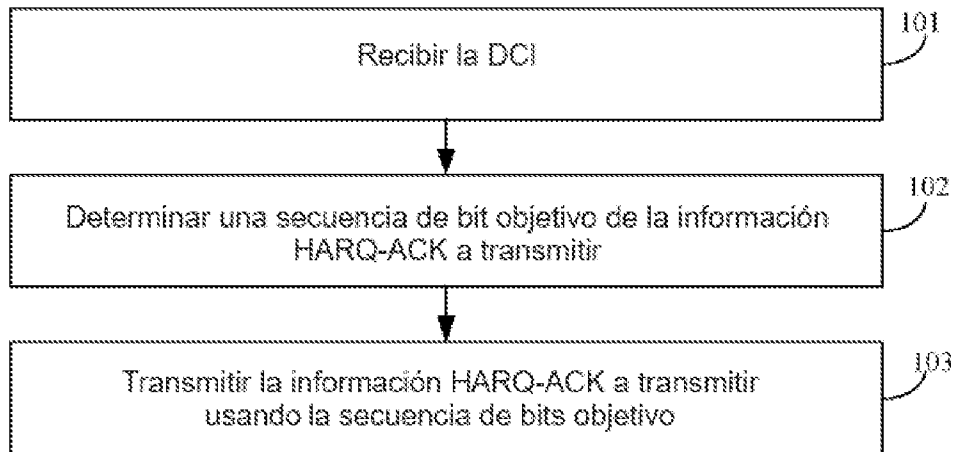 101
Recibir la DCI
102
Determinar una secuencia de bit objetivo de la información
HARQ-ACK a transmitir
103
Transmitir la información HARQ-ACK a transmitir
usando la secuencia de bits objetivo